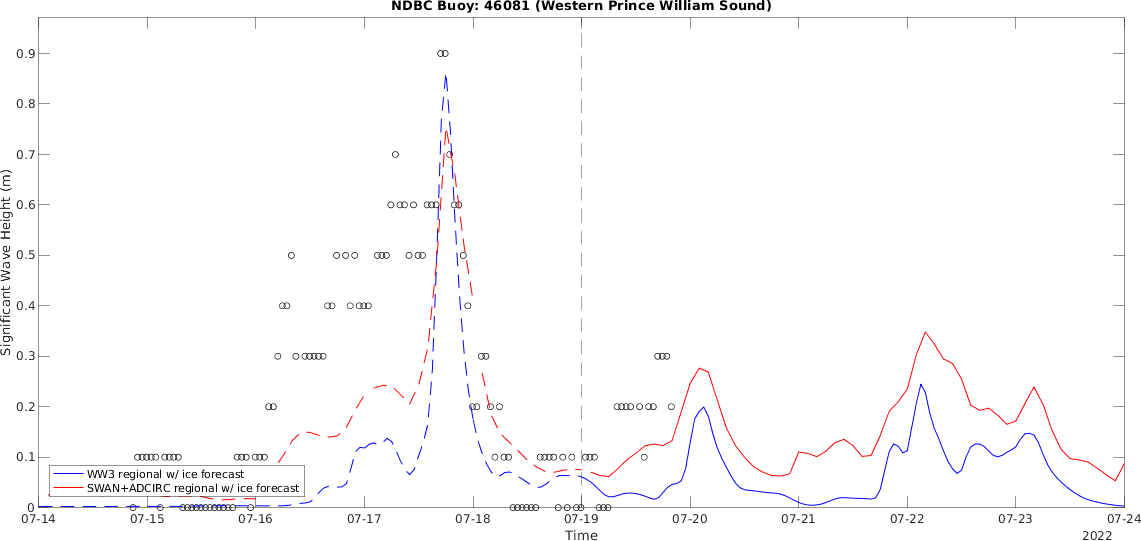 NDBC Buoy: 46081 (Western Prince William Sound)
0.9
0.8
0.7
0.6
0.5
0.4
0.3
0.2
0.1
0
Significant Wave Height (m)
WW3 regional w/ ice forecast
SWAN+ADCIRC regional w/ ice forecast
07-14 07-15 07-16 07-17 07-18 07-19 07-20 07-21 07-22 07-23 07-24
Time
2022